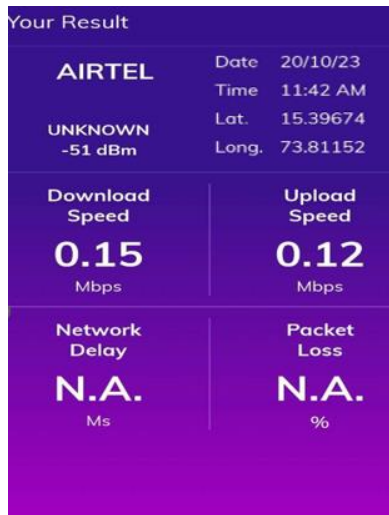 Your Result
AIRTEL
UNKNOWN
-51 dBm
Date 20/10/23
Time 11:42 AM
Lat. 15.39674
Long. 73.81152
Download
Speed
0.15
Mbps
Upload
Speed
0.12
Mbps
Network
Delay
N.A.
Ms
Packet
Loss
N.A.
%